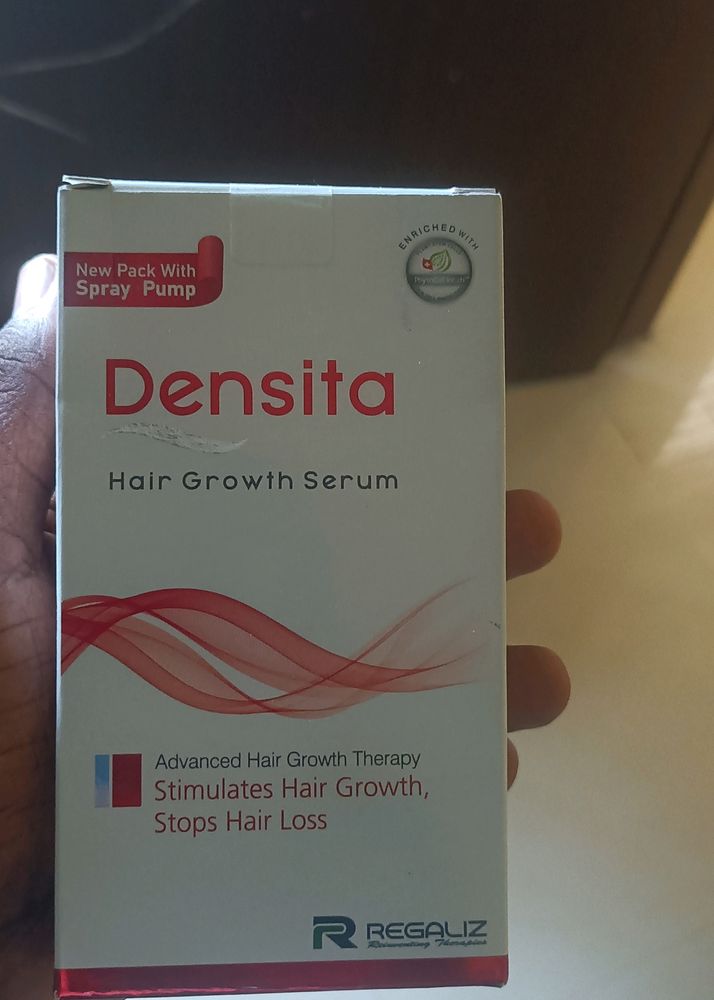 New Pack With
Spray Pump
ENRICHED WITH
Densita
Hair Growth Serum
Advanced Hair Growth Therapy
Stimulates Hair Growth,
Stops Hair Loss
REGALIZ
Reinventing Therapies